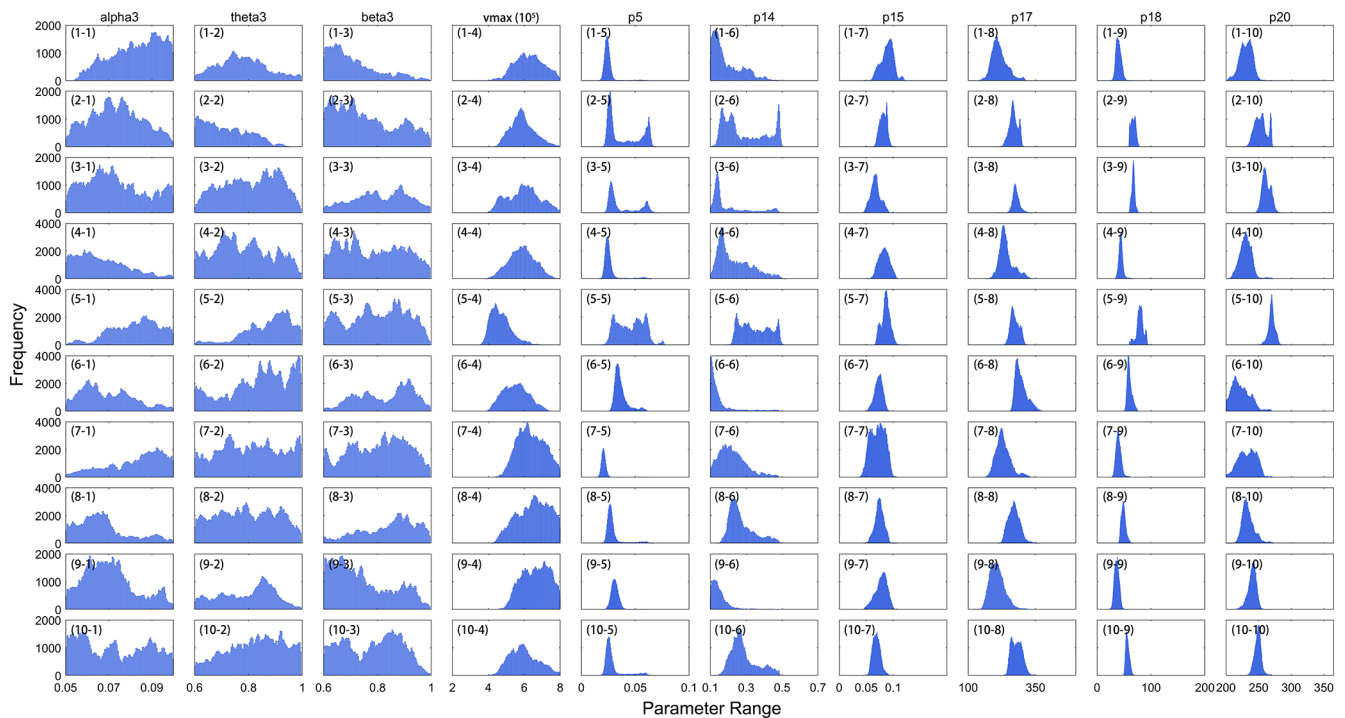 alpha3 theta3 beta3 vmax (10⁵) p5 p14 p15 p17 p18 p20
2000 (1-1) (1-2) (1-3) (1-4) (1-5) (1-6) (1-7) (1-8) (1-9) (1-10)
1000
0
2000 (2-1) (2-2) (2-3) (2-4) (2-5) (2-6) (2-7) (2-8) (2-9) (2-10)
1000
0
2000 (3-1) (3-2) (3-3) (3-4) (3-5) (3-6) (3-7) (3-8) (3-9) (3-10)
1000
0
4000 (4-1) (4-2) (4-3) (4-4) (4-5) (4-6) (4-7) (4-8) (4-9) (4-10)
2000
0
4000 (5-1) (5-2) (5-3) (5-4) (5-5) (5-6) (5-7) (5-8) (5-9) (5-10)
2000
0
Frequency
4000 (6-1) (6-2) (6-3) (6-4) (6-5) (6-6) (6-7) (6-8) (6-9) (6-10)
2000
0
4000 (7-1) (7-2) (7-3) (7-4) (7-5) (7-6) (7-7) (7-8) (7-9) (7-10)
2000
0
4000 (8-1) (8-2) (8-3) (8-4) (8-5) (8-6) (8-7) (8-8) (8-9) (8-10)
2000
0
2000 (9-1) (9-2) (9-3) (9-4) (9-5) (9-6) (9-7) (9-8) (9-9) (9-10)
1000
0
2000 (10-1) (10-2) (10-3) (10-4) (10-5) (10-6) (10-7) (10-8) (10-9) (10-10)
1000
0
0.05 0.07 0.09 0.6 0.8 1 0.6 0.8 1 2 4 6 8 0 0.05 0.1 0.1 0.3 0.5 0.7 0 0.05 0.1 100 350 0 100 200 200 250 300 350
Parameter Range